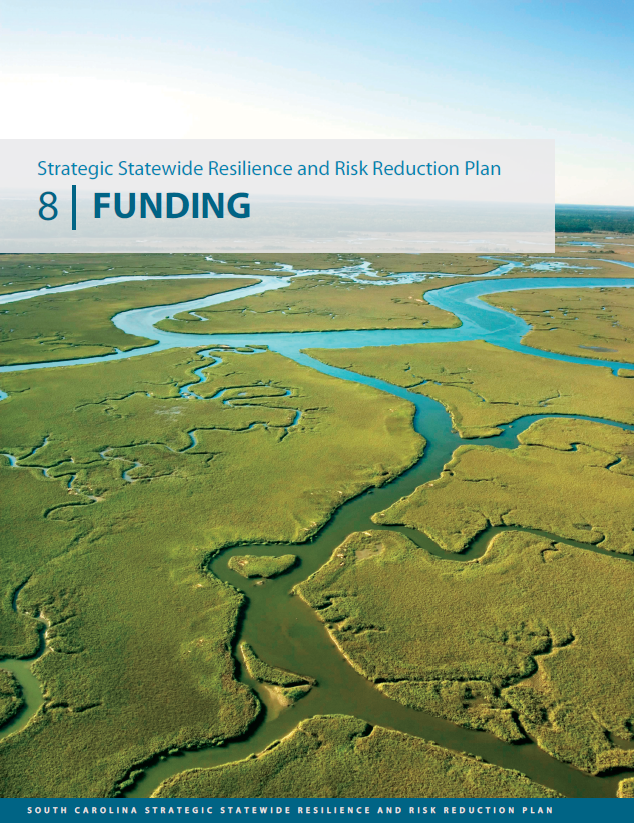 Strategic Statewide Resilience and Risk Reduction Plan
8 | FUNDING
SOUTH CAROLINA STRATEGIC STATEWIDE RESILIENCE AND RISK REDUCTION PLAN